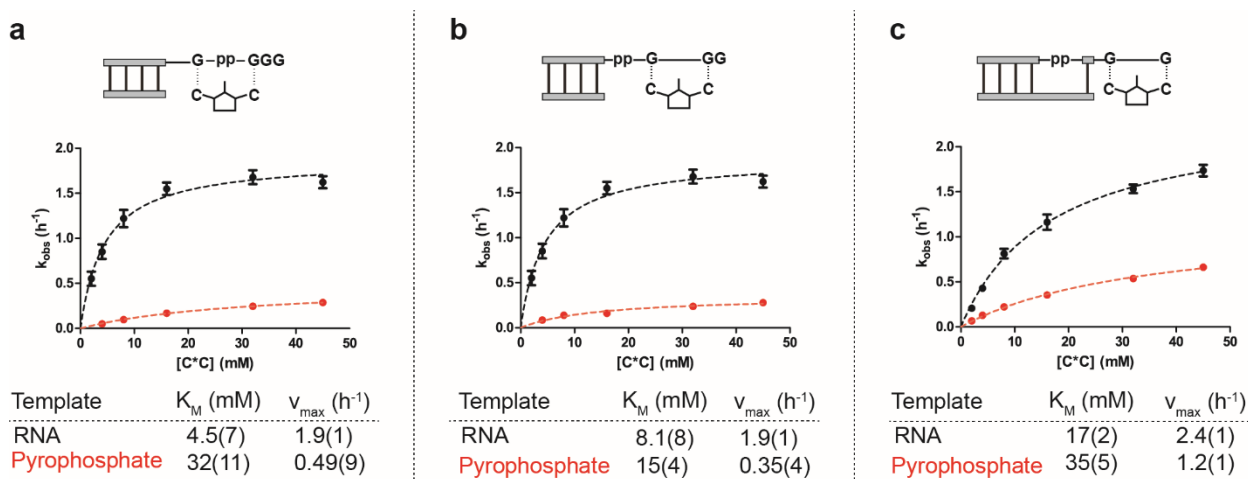 a
G-pp-GGG
C C
2.0
1.5
1.0
0.5
0.0
k_obs (h⁻¹)
0 10 20 30 40 50
[C*C] (mM)
Template K_M (mM) v_max (h⁻¹)
RNA 4.5(7) 1.9(1)
Pyrophosphate 32(11) 0.49(9)
b
pp-G GG
C C
2.0
1.5
1.0
0.5
0.0
k_obs (h⁻¹)
0 10 20 30 40 50
[C*C] (mM)
Template K_M (mM) v_max (h⁻¹)
RNA 8.1(8) 1.9(1)
Pyrophosphate 15(4) 0.35(4)
c
pp G G
C C
2.0
1.5
1.0
0.5
0.0
k_obs (h⁻¹)
0 10 20 30 40 50
[C*C] (mM)
Template K_M (mM) v_max (h⁻¹)
RNA 17(2) 2.4(1)
Pyrophosphate 35(5) 1.2(1)